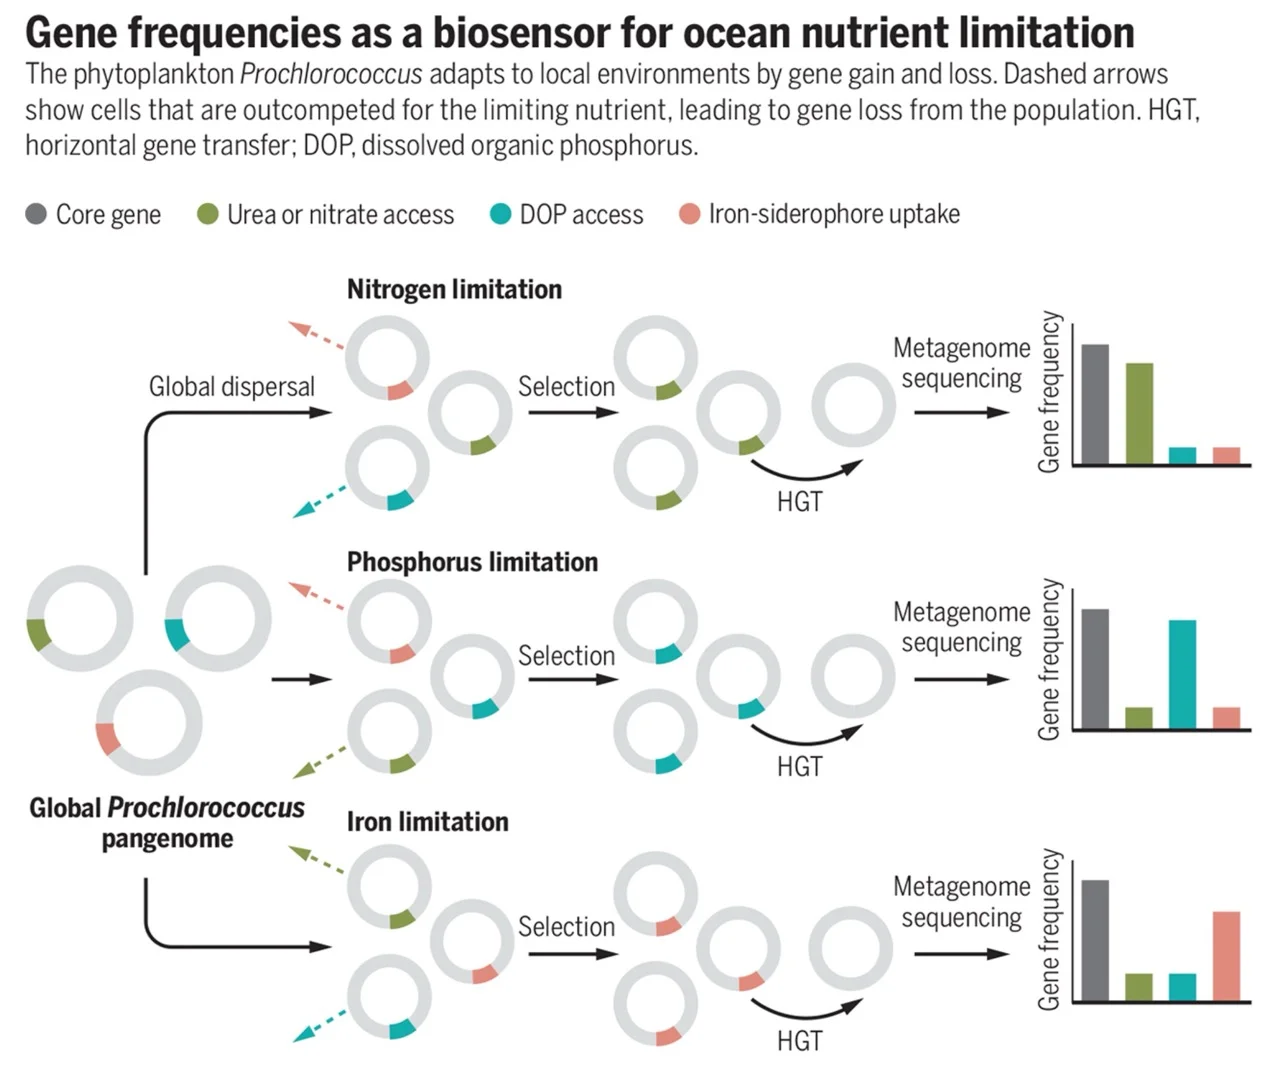 Gene frequencies as a biosensor for ocean nutrient limitation
The phytoplankton Prochlorococcus adapts to local environments by gene gain and loss. Dashed arrows
show cells that are outcompeted for the limiting nutrient, leading to gene loss from the population. HGT,
horizontal gene transfer; DOP, dissolved organic phosphorus.
Core gene
Urea or nitrate access
DOP access
Iron-siderophore uptake
Nitrogen limitation
Global dispersal
Selection
HGT
Metagenome
sequencing
Gene frequency
Phosphorus limitation
Selection
HGT
Metagenome
sequencing
Gene frequency
Global Prochlorococcus
pangenome
Iron limitation
Selection
HGT
Metagenome
sequencing
Gene frequency